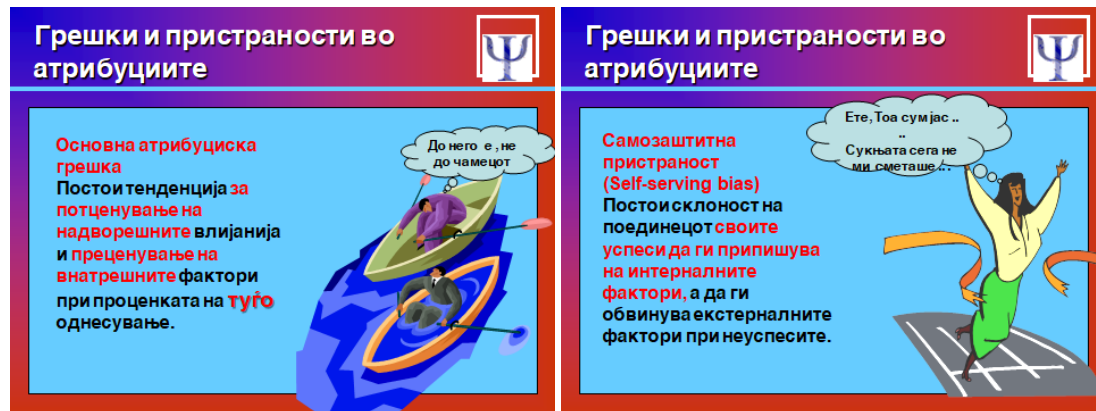 Грешки и пристраности во
атрибуциите
Основна атрибуциска
грешка
Постои тенденција за
потценување на
надворешните влијанија
и преценување на
внатрешните фактори
при проценката на туѓо
однесување.
До него е , не
до чамецот
Грешки и пристраности во
атрибуциите
Самозаштитна
пристраност
(Self-serving bias)
Постои склоност на
поединецот своите
успеси да ги припишува
на интерналните
фактори, а да ги
обвинува екстерналните
фактори при неуспесите.
Ете, Тоа сум јас ..
..
Сукњата сега не
ми сметаше ...